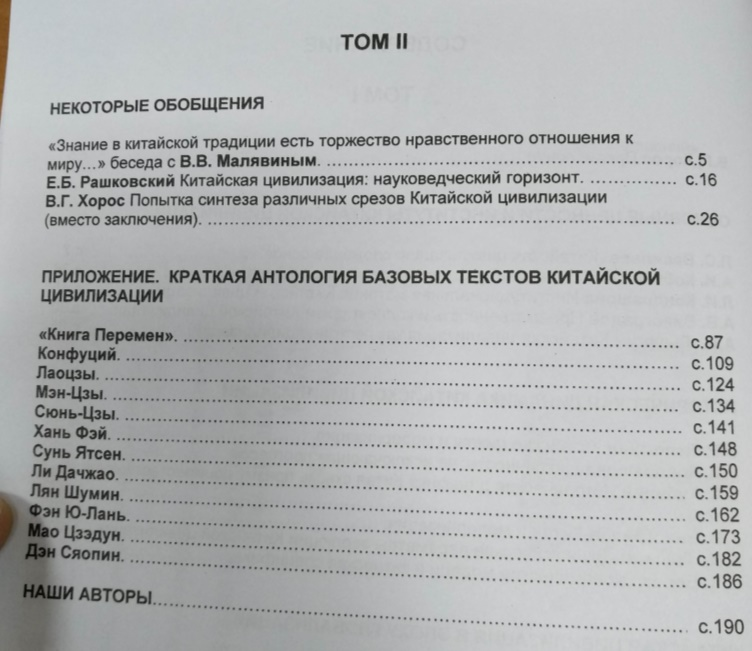 ТОМ II
НЕКОТОРЫЕ ОБОБЩЕНИЯ
«Знание в китайской традиции есть торжество нравственного отношения к
миру...» беседа с В.В. Малявиным. ........ с.5
Е.Б. Рашковский Китайская цивилизация: науковедческий горизонт. ........ с.16
В.Г. Хорос Попытка синтеза различных срезов Китайской цивилизации
(вместо заключения). ........ с.26
ПРИЛОЖЕНИЕ. КРАТКАЯ АНТОЛОГИЯ БАЗОВЫХ ТЕКСТОВ КИТАЙСКОЙ
ЦИВИЛИЗАЦИИ
«Книга Перемен». ........ с.87
Конфуций. ........ с.109
Лаоцзы. ........ с.124
Мэн-Цзы. ........ с.134
Сюнь-Цзы. ........ с.141
Хань Фэй. ........ с.148
Сунь Ятсен. ........ с.150
Ли Дачжао. ........ с.159
Лян Шумин. ........ с.162
Фэн Ю-Лань. ........ с.173
Мао Цзэдун. ........ с.182
Дэн Сяопин. ........ с.186
НАШИ АВТОРЫ ........ с.190